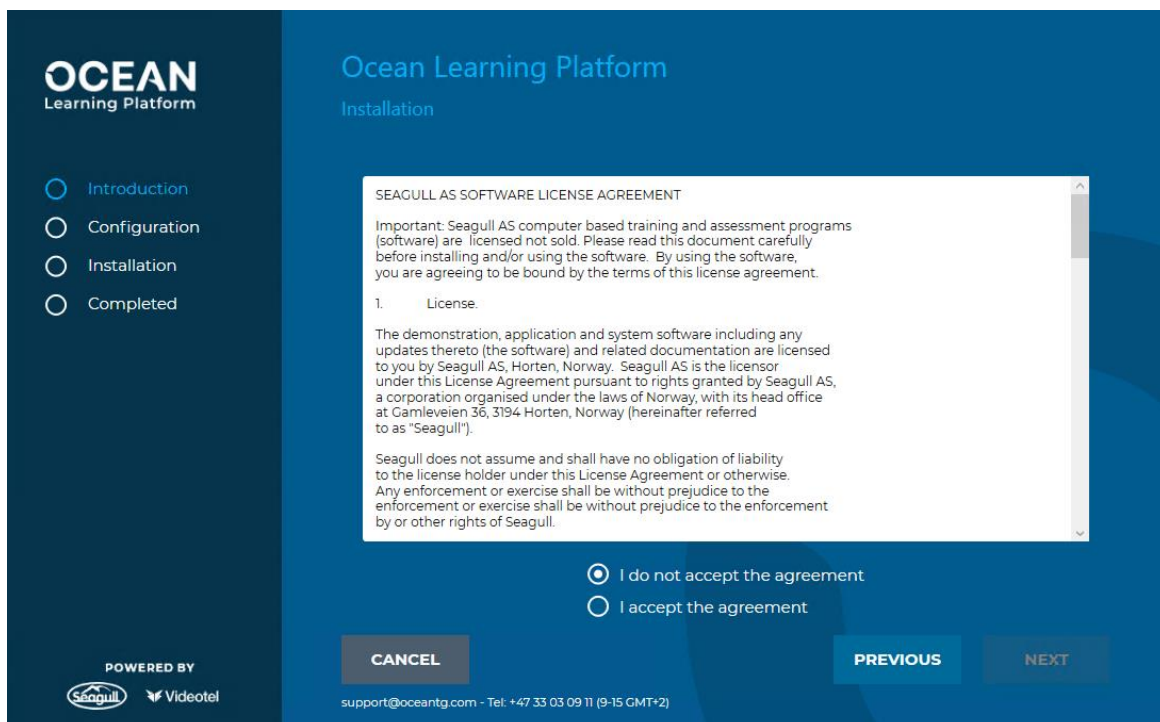 OCEAN
Learning Platform
Introduction
Configuration
Installation
Completed
POWERED BY
Seagull
Videotel
Ocean Learning Platform
Installation
SEAGULL AS SOFTWARE LICENSE AGREEMENT
Important: Seagull AS computer based training and assessment programs
(software) are licensed not sold. Please read this document carefully
before installing and/or using the software. By using the software,
you are agreeing to be bound by the terms of this license agreement.
1. License.
The demonstration, application and system software including any
updates thereto (the software) and related documentation are licensed
to you by Seagull AS, Horten, Norway. Seagull AS is the licensor
under this License Agreement pursuant to rights granted by Seagull AS,
a corporation organised under the laws of Norway, with its head office
at Gamleveien 36, 3194 Horten, Norway (hereinafter referred
to as "Seagull").
Seagull does not assume and shall have no obligation of liability
to the license holder under this License Agreement or otherwise.
Any enforcement or exercise shall be without prejudice to the
enforcement or exercise shall be without prejudice to the enforcement
by or other rights of Seagull.
I do not accept the agreement
I accept the agreement
CANCEL
PREVIOUS
NEXT
support@oceantg.com - Tel: +47 33 03 09 11 (9-15 GMT+2)